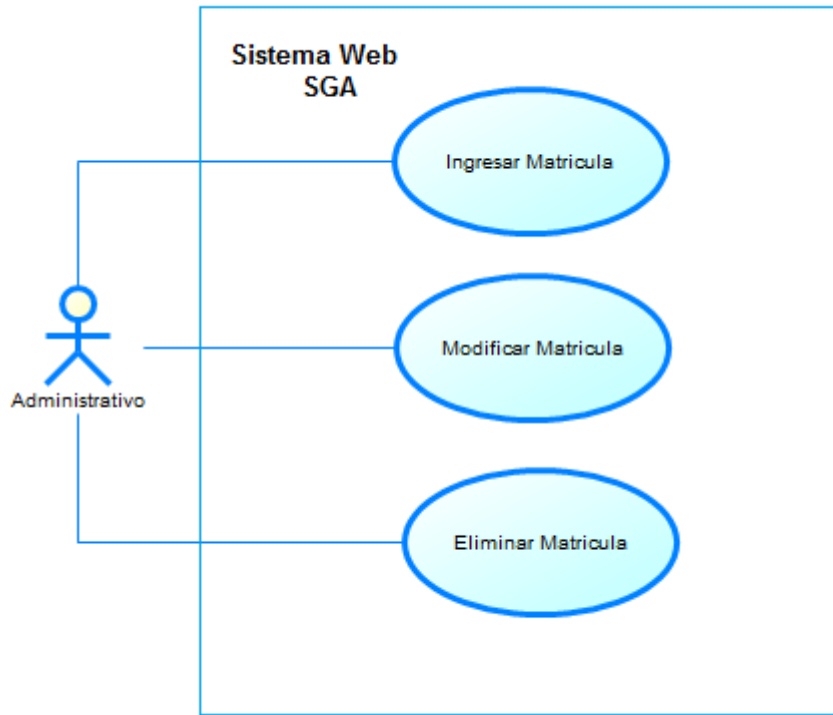 Sistema Web
SGA
Ingresar Matricula
Modificar Matricula
Administrativo
Eliminar Matricula